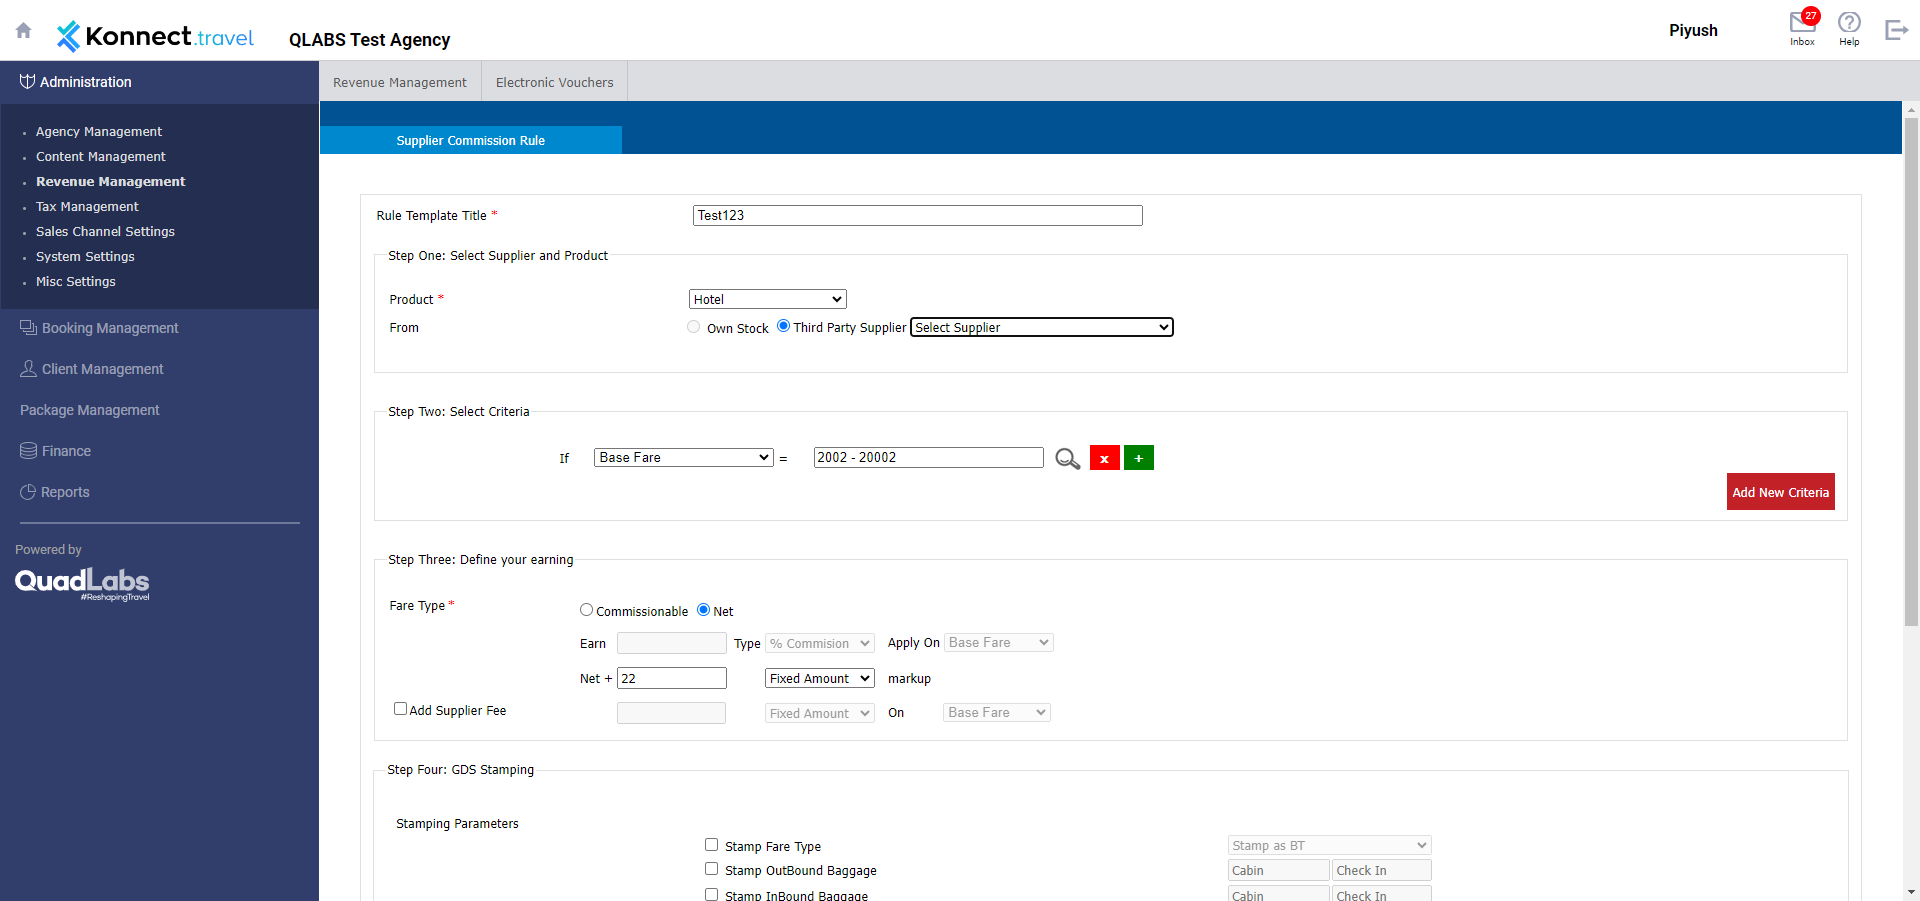 Konnect.travel QLABS Test Agency Piyush 27 Inbox Help
Administration
Revenue Management Electronic Vouchers
Agency Management
Content Management
Revenue Management
Tax Management
Sales Channel Settings
System Settings
Misc Settings
Booking Management
Client Management
Package Management
Finance
Reports
Powered by
QuadLabs
#ReshapingTravel
Supplier Commission Rule
Rule Template Title * Test123
Step One: Select Supplier and Product
Product * Hotel
From Own Stock Third Party Supplier Select Supplier
Step Two: Select Criteria
If Base Fare = 2002 - 20002 x +
Add New Criteria
Step Three: Define your earning
Fare Type * Commissionable Net
Earn Type % Commision Apply On Base Fare
Net + 22 Fixed Amount markup
Add Supplier Fee Fixed Amount On Base Fare
Step Four: GDS Stamping
Stamping Parameters
Stamp Fare Type Stamp as BT
Stamp OutBound Baggage Cabin Check In
Stamp InBound Baggage Cabin Check In